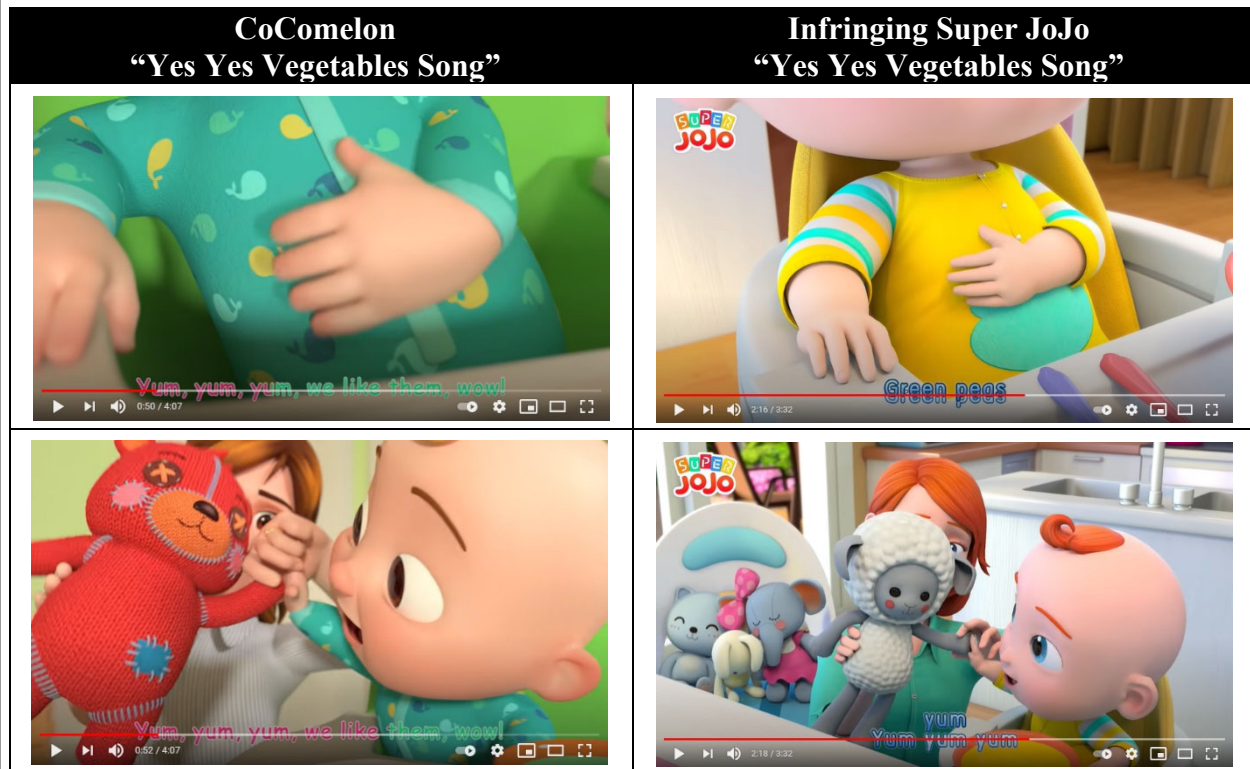 CoComelon
“Yes Yes Vegetables Song”
Infringing Super JoJo
“Yes Yes Vegetables Song”
Yum, yum, yum, we like them, wow!
0:50 / 4:07
SUPER
JOJO
Green peas
2:16 / 3:32
Yum, yum, yum, we like them, wow!
0:52 / 4:07
SUPER
JOJO
yum
Yum yum yum
2:18 / 3:32